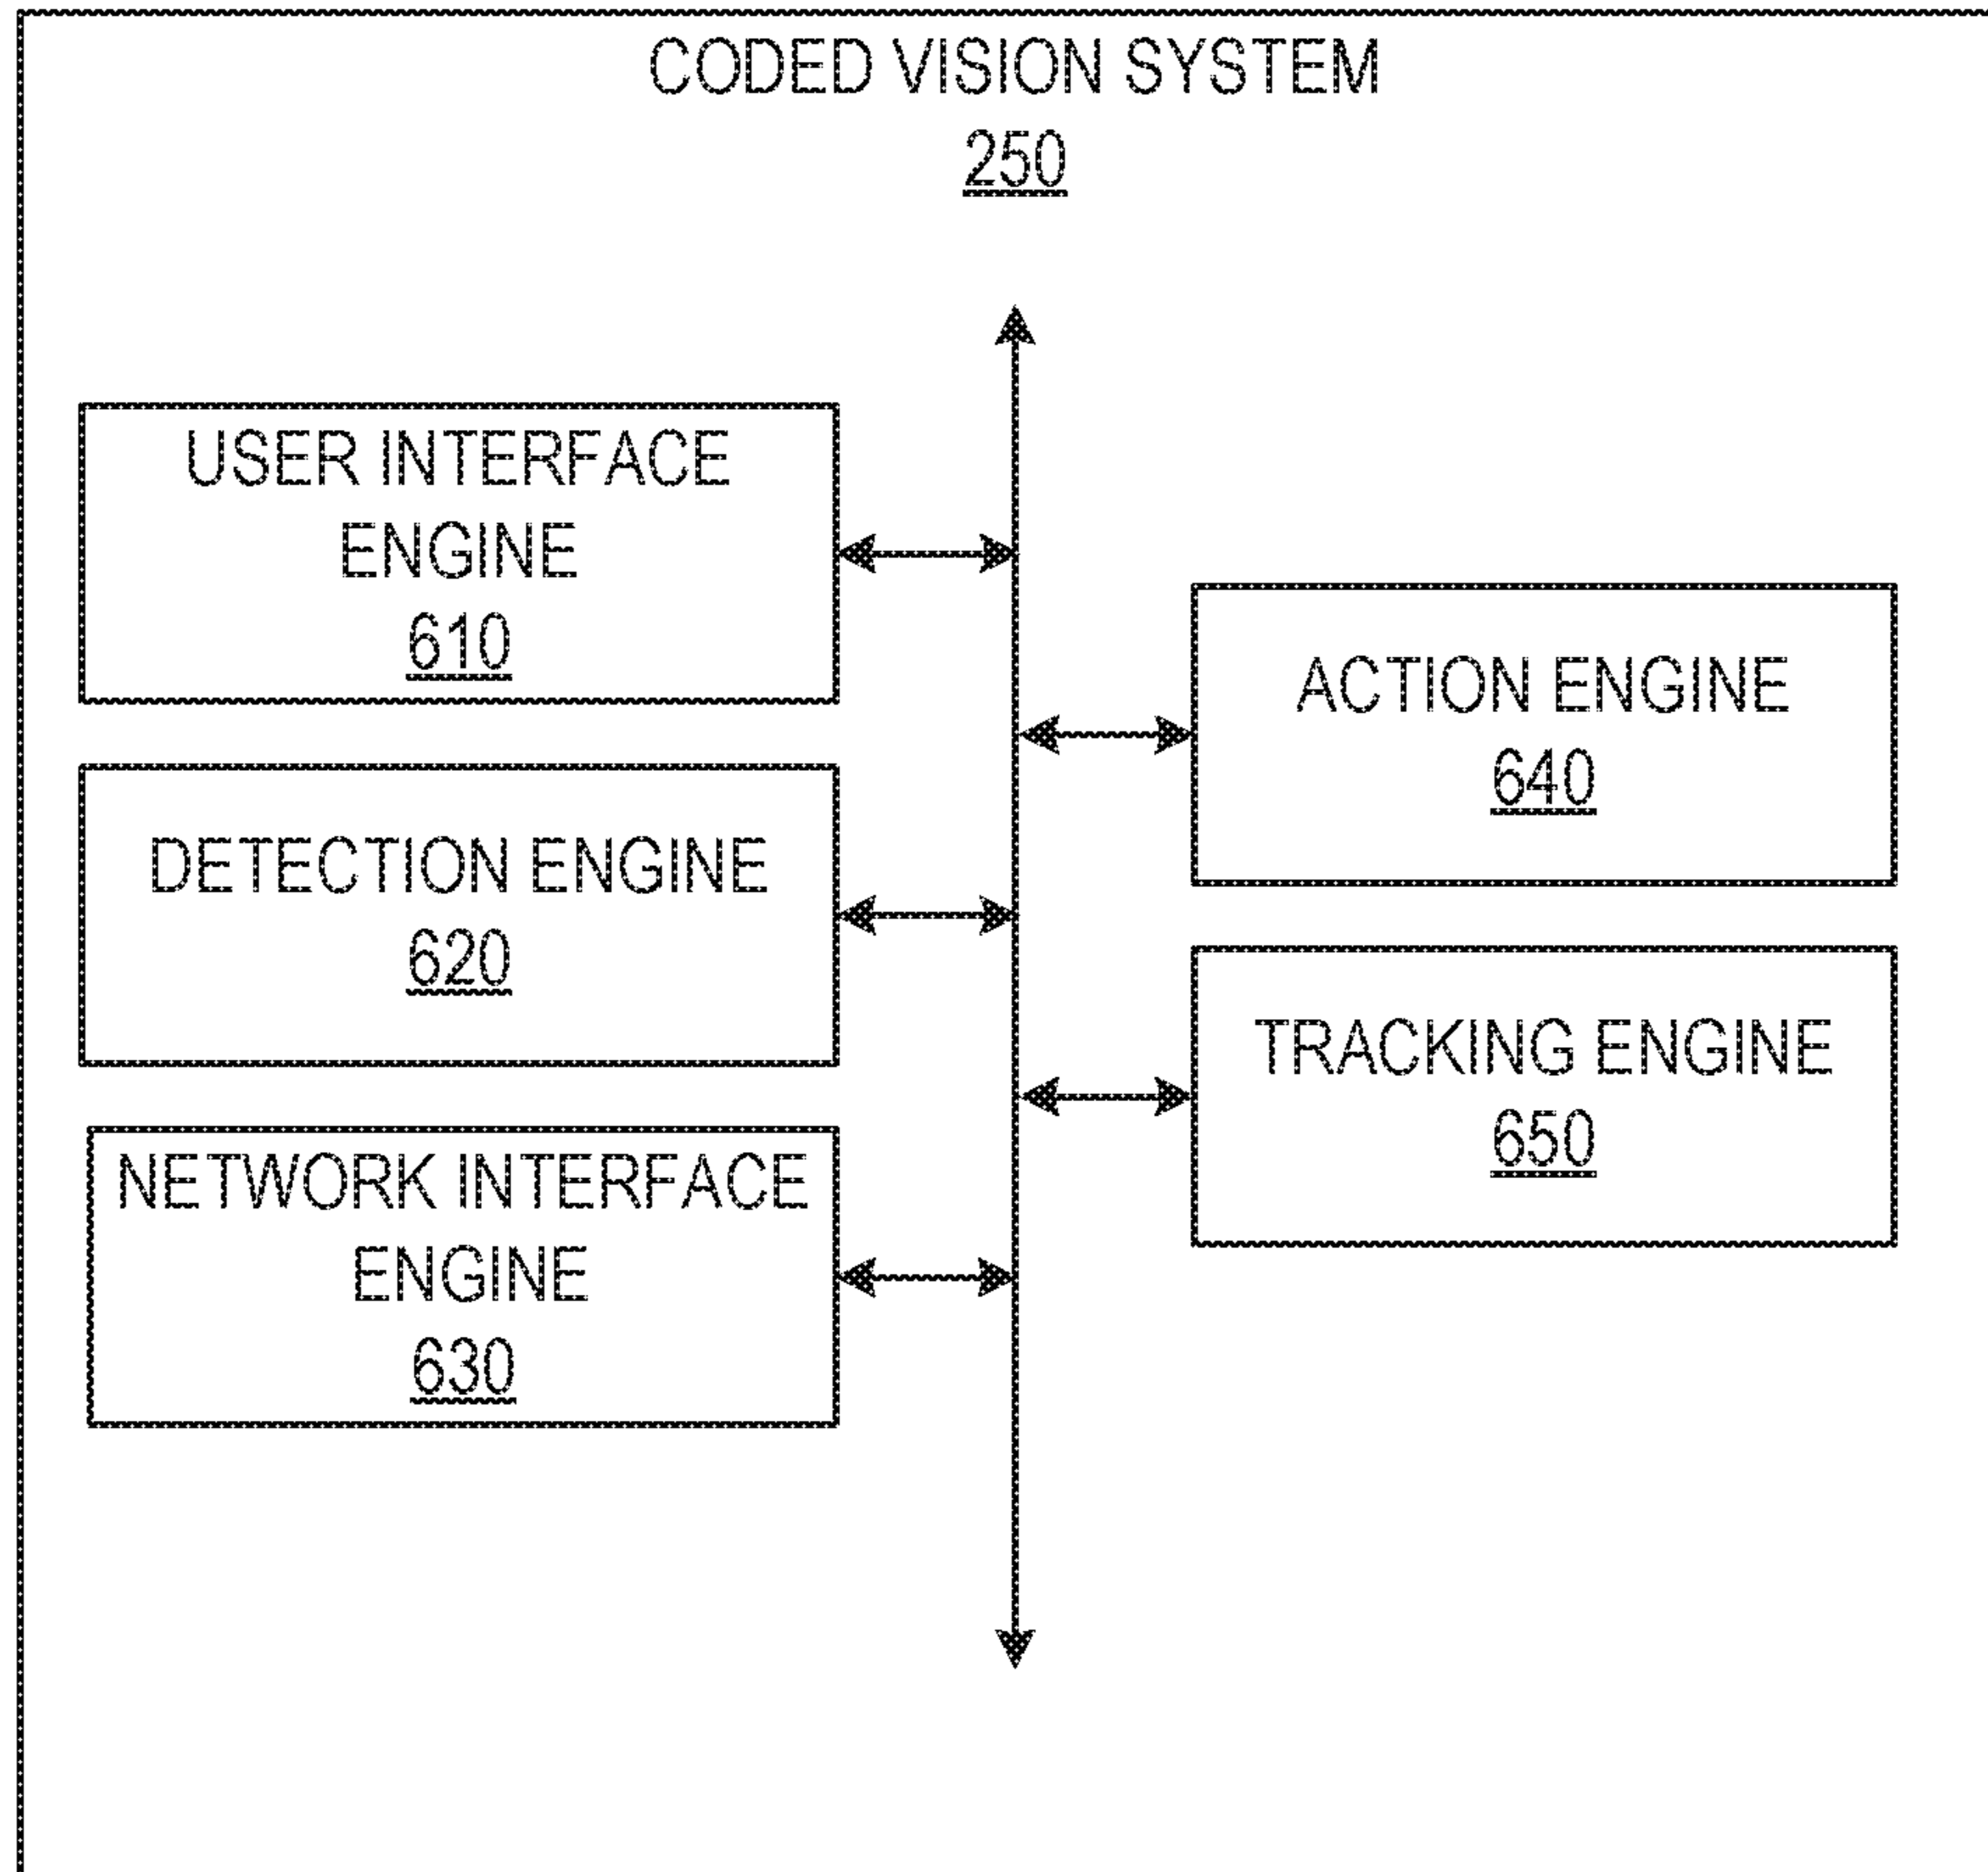 CODED VISION SYSTEM
250
USER INTERFACE
ENGINE
610
DETECTION ENGINE
620
NETWORK INTERFACE
ENGINE
630
ACTION ENGINE
640
TRACKING ENGINE
650